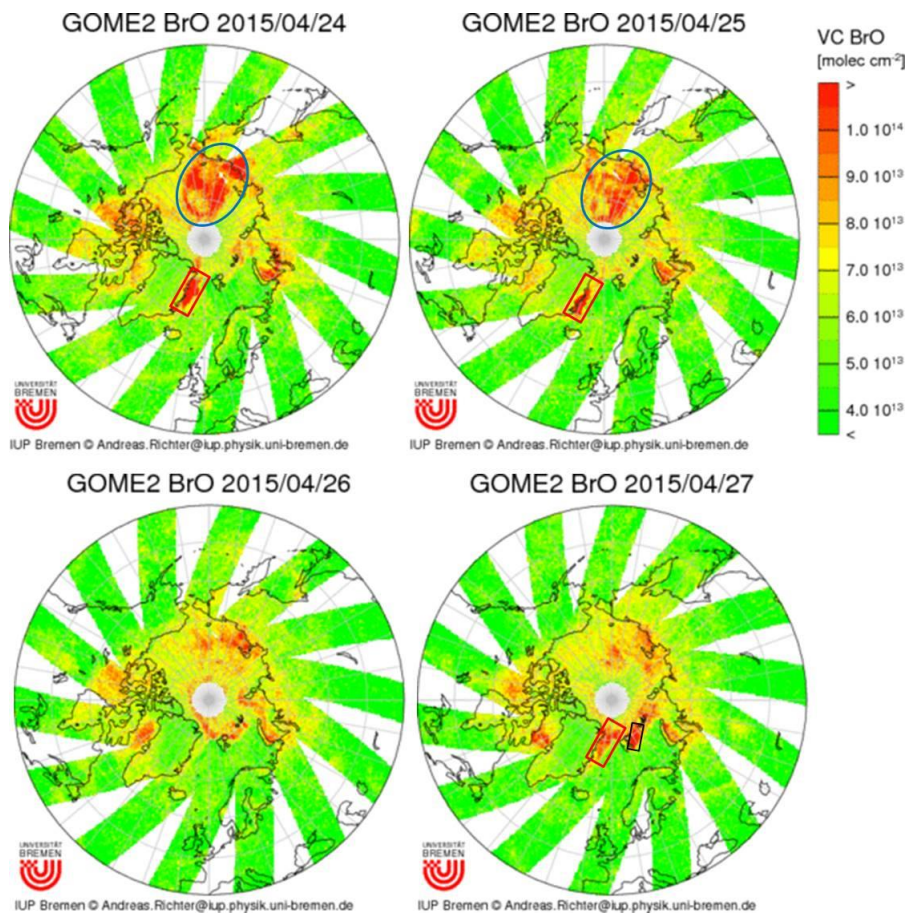 GOME2 BrO 2015/04/24
GOME2 BrO 2015/04/25
VC BrO
[molec cm⁻²]
>
1.0 10¹⁴
9.0 10¹³
8.0 10¹³
7.0 10¹³
6.0 10¹³
5.0 10¹³
4.0 10¹³
<
UNIVERSITÄT
BREMEN
IUP Bremen © Andreas.Richter@iup.physik.uni-bremen.de
UNIVERSITÄT
BREMEN
IUP Bremen © Andreas.Richter@iup.physik.uni-bremen.de
GOME2 BrO 2015/04/26
GOME2 BrO 2015/04/27
UNIVERSITÄT
BREMEN
IUP Bremen © Andreas.Richter@iup.physik.uni-bremen.de
UNIVERSITÄT
BREMEN
IUP Bremen © Andreas.Richter@iup.physik.uni-bremen.de